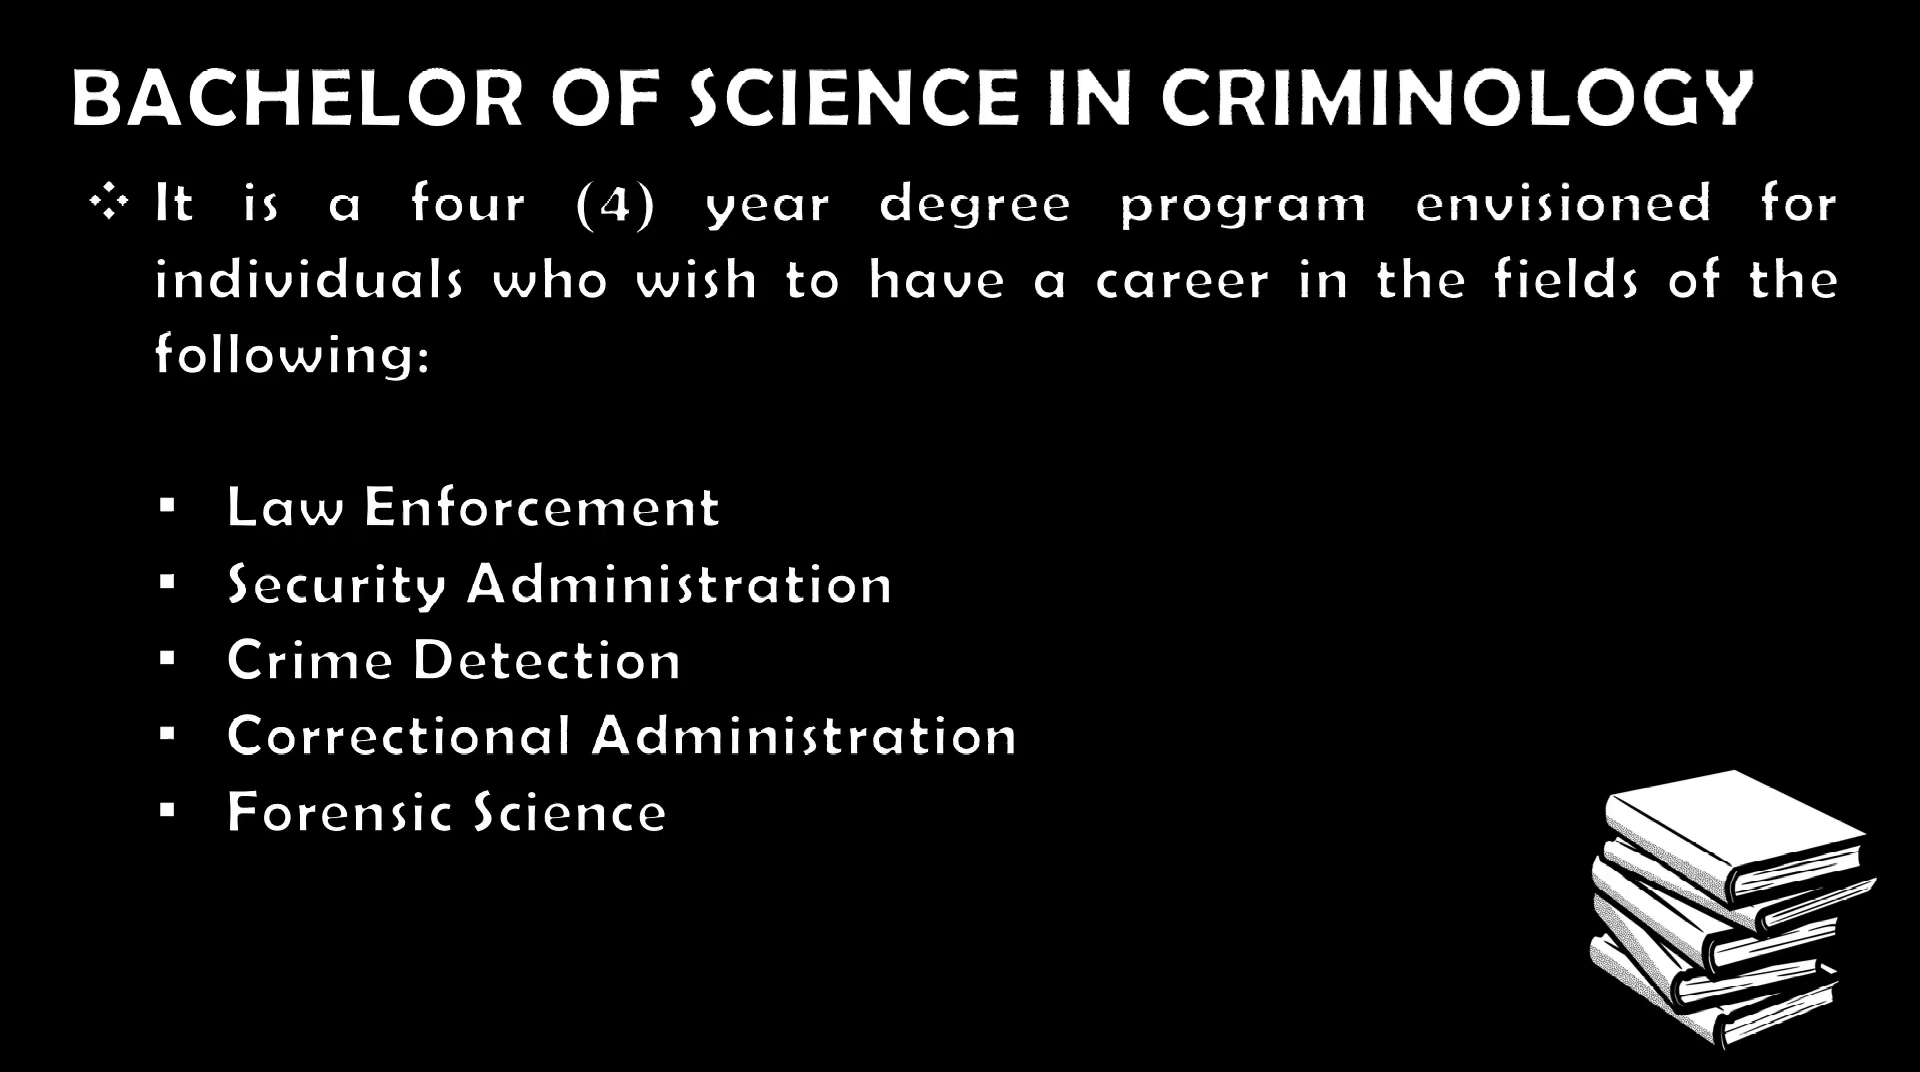 BACHELOR OF SCIENCE IN CRIMINOLOGY
❖ It is a four (4) year degree program envisioned for
individuals who wish to have a career in the fields of the
following:
▪ Law Enforcement
▪ Security Administration
▪ Crime Detection
▪ Correctional Administration
▪ Forensic Science